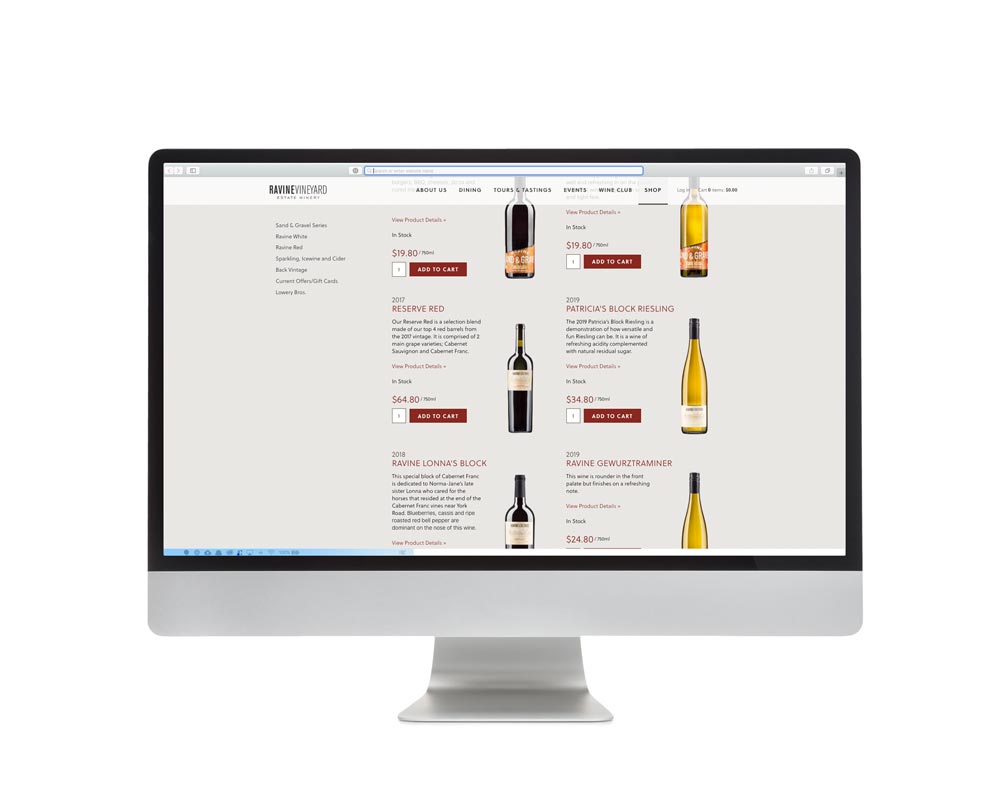 Search or enter website name
RAVINEVINEYARD
ESTATE WINERY
ABOUT US
DINING
TOURS & TASTINGS
EVENTS
WINE CLUB
SHOP
Log In
Cart 0 items: $0.00
Sand & Gravel Series
Ravine White
Ravine Red
Sparkling, Icewine and Cider
Back Vintage
Current Offers/Gift Cards
Lowery Bros.
View Product Details »
In Stock
$19.80 / 750ml
1
ADD TO CART
View Product Details »
In Stock
$19.80 / 750ml
1
ADD TO CART
2017
RESERVE RED
Our Reserve Red is a selection blend
made of our top 4 red barrels from
the 2017 vintage. It is comprised of 2
main grape varieties; Cabernet
Sauvignon and Cabernet Franc.
View Product Details »
In Stock
$64.80 / 750ml
1
ADD TO CART
2019
PATRICIA'S BLOCK RIESLING
The 2019 Patricia's Block Riesling is a
demonstration of how versatile and
fun Riesling can be. It is a wine of
refreshing acidity complemented
with natural residual sugar.
View Product Details »
In Stock
$34.80 / 750ml
1
ADD TO CART
2018
RAVINE LONNA'S BLOCK
This special block of Cabernet Franc
is dedicated to Norma-Jane's late
sister Lonna who cared for the
horses that resided at the end of the
Cabernet Franc vines near York
Road. Blueberries, cassis and ripe
roasted red bell pepper are
dominant on the nose of this wine.
View Product Details »
2019
RAVINE GEWURZTRAMINER
This wine is rounder in the front
palate but finishes on a refreshing
note.
View Product Details »
In Stock
$24.80 / 750ml